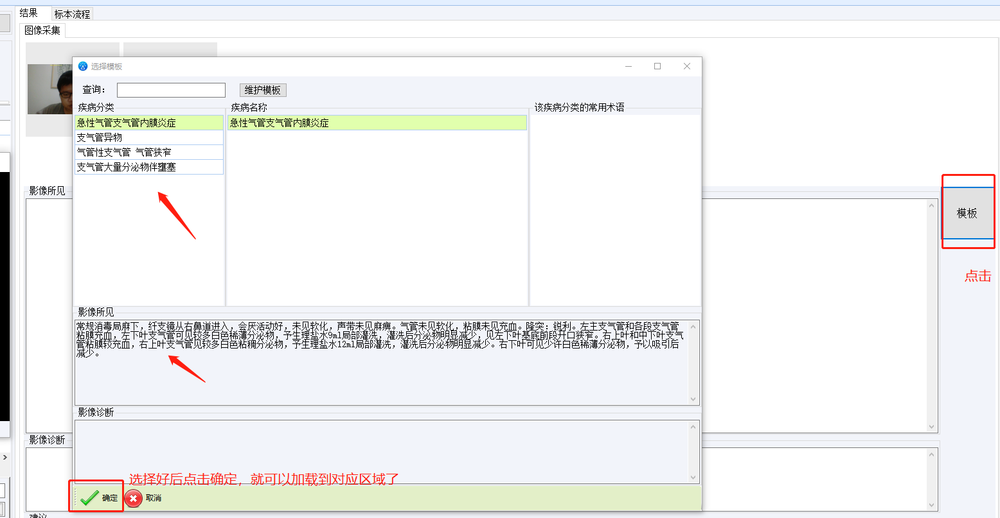 结果
标本流程
图像采集
选择模板
查询：
维护模板
疾病分类
疾病名称
该疾病分类的常用术语
急性气管支气管内膜炎症
急性气管支气管内膜炎症
支气管异物
气管性支气管 气管狭窄
支气管大量分泌物伴壅塞
影像所见
模板
点击
影像所见
常规消毒局麻下，纤支镜从右鼻道进入，会厌活动好，未见软化，声带未见麻痹。气管未见软化，粘膜未见充血。隆突：锐利。左主支气管和各段支气管
粘膜充血，左下叶支气管可见较多白色稀薄分泌物，予生理盐水9ml局部灌洗，灌洗后分泌物明显减少，见左下叶基底前段开口狭窄。右上叶和中下叶支气
管粘膜较充血，右上叶支气管见较多白色粘稠分泌物，予生理盐水12ml局部灌洗，灌洗后分泌物明显减少。右下叶可见少许白色稀薄分泌物，予以吸引后
减少。
影像诊断
影像诊断
选择好后点击确定，就可以加载到对应区域了
确定
取消
建议